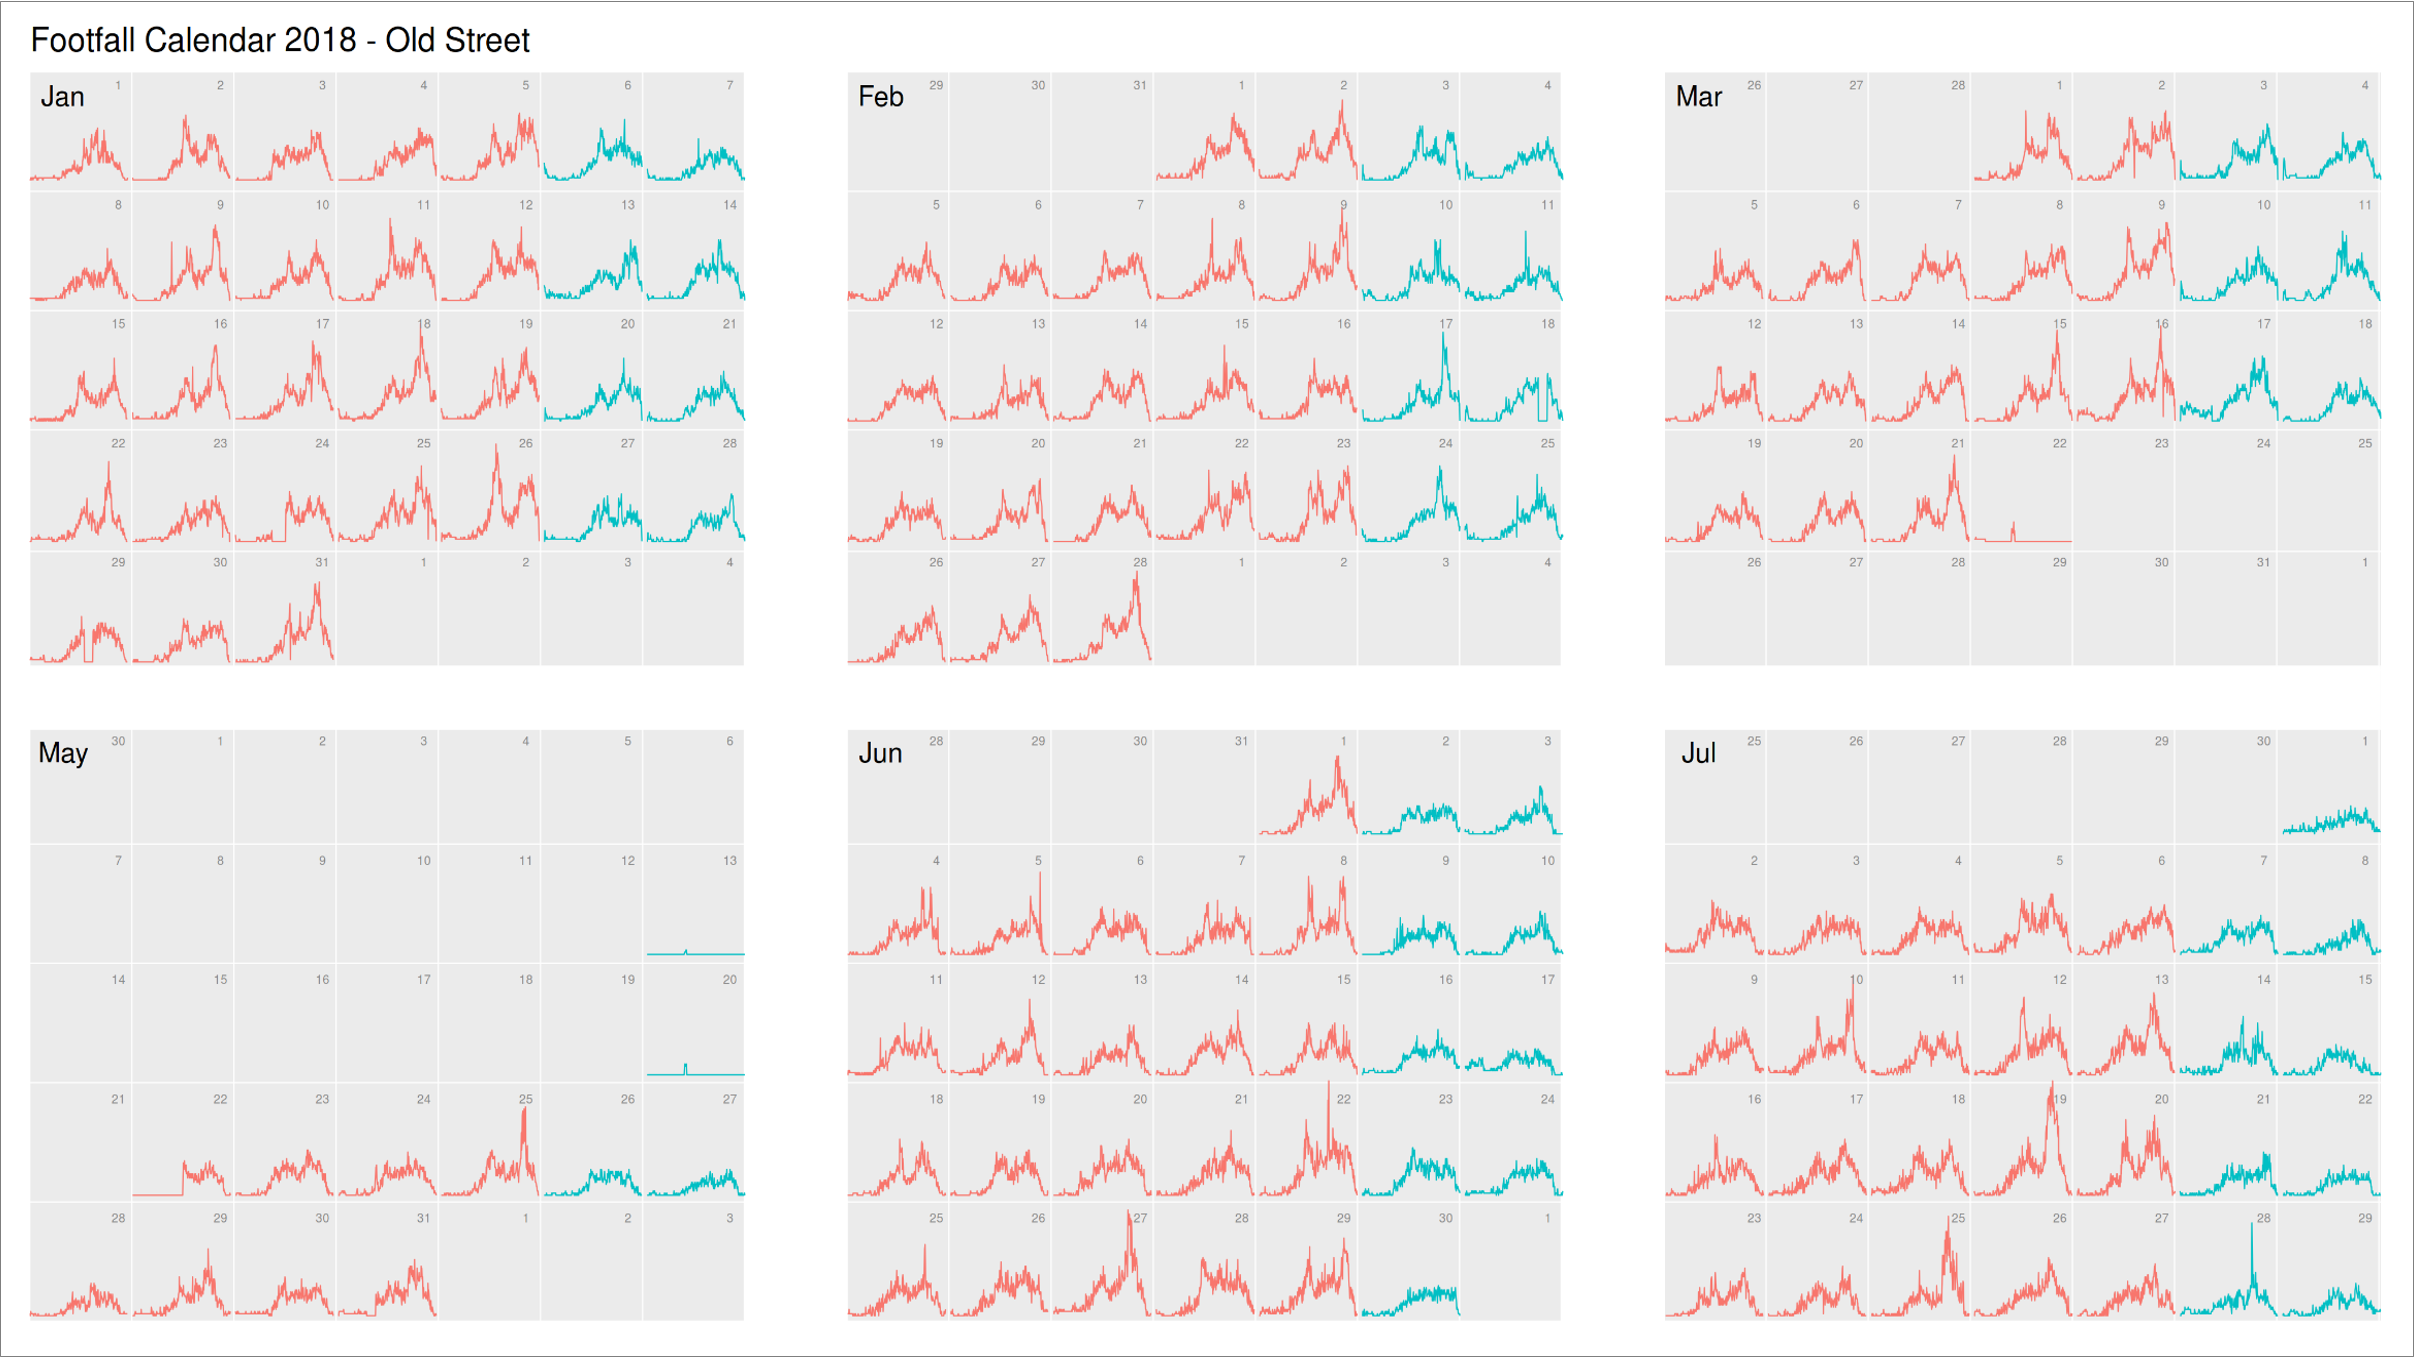 Footfall Calendar 2018 - Old Street
Jan
1 2 3 4 5 6 7
8 9 10 11 12 13 14
15 16 17 18 19 20 21
22 23 24 25 26 27 28
29 30 31 1 2 3 4
Feb
29 30 31 1 2 3 4
5 6 7 8 9 10 11
12 13 14 15 16 17 18
19 20 21 22 23 24 25
26 27 28 1 2 3 4
Mar
26 27 28 1 2 3 4
5 6 7 8 9 10 11
12 13 14 15 16 17 18
19 20 21 22 23 24 25
26 27 28 29 30 31 1
May
30 1 2 3 4 5 6
7 8 9 10 11 12 13
14 15 16 17 18 19 20
21 22 23 24 25 26 27
28 29 30 31 1 2 3
Jun
28 29 30 31 1 2 3
4 5 6 7 8 9 10
11 12 13 14 15 16 17
18 19 20 21 22 23 24
25 26 27 28 29 30 1
Jul
25 26 27 28 29 30 1
2 3 4 5 6 7 8
9 10 11 12 13 14 15
16 17 18 19 20 21 22
23 24 25 26 27 28 29